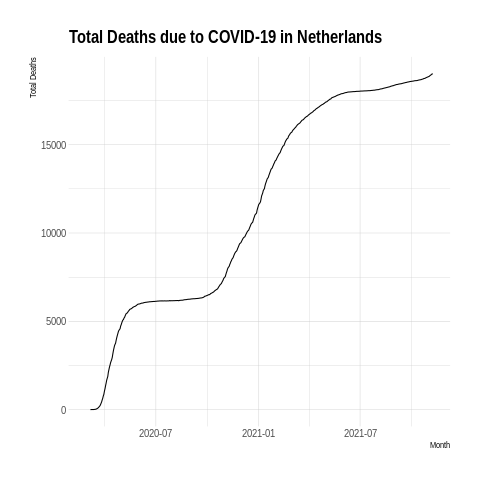 Total Deaths due to COVID-19 in Netherlands
Total Deaths
15000
10000
5000
0
2020-07
2021-01
2021-07
Month